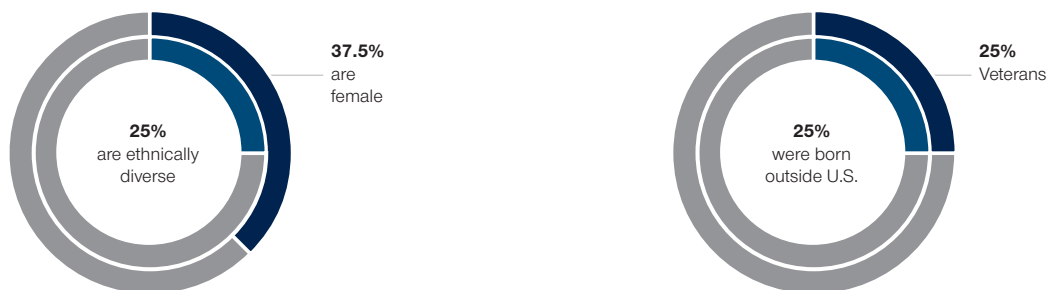 37.5%
are
female
25%
are ethnically
diverse
25%
Veterans
25%
were born
outside U.S.